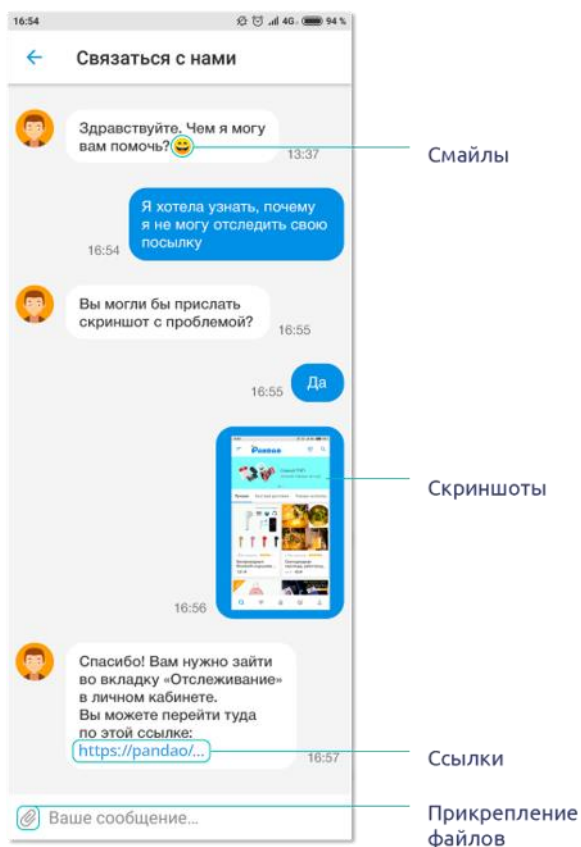 16:54
4G
94 %
Связаться с нами
Здравствуйте. Чем я могу
вам помочь?😄
13:37
Смайлы
Я хотела узнать, почему
я не могу отследить свою
посылку
16:54
Вы могли бы прислать
скриншот с проблемой?
16:55
Да
16:55
Pandao
Скриншоты
16:56
Спасибо! Вам нужно зайти
во вкладку «Отслеживание»
в личном кабинете.
Вы можете перейти туда
по этой ссылке:
https://pandao/...
16:57
Ссылки
Ваше сообщение...
Прикрепление
файлов